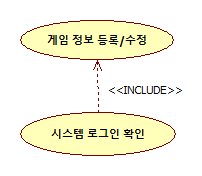 게임 정보 등록/수정
<<INCLUDE>>
시스템 로그인 확인